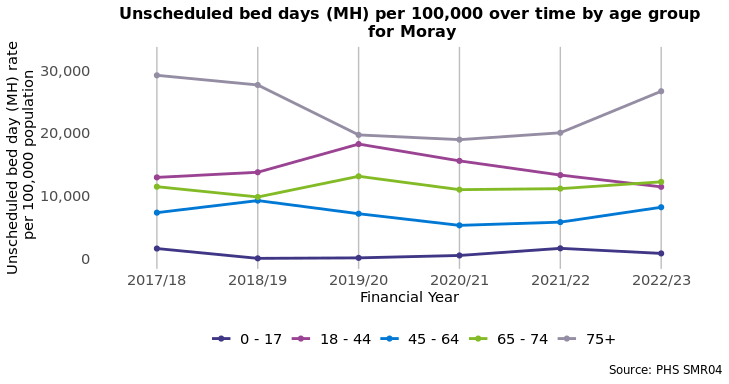 Unscheduled bed days (MH) per 100,000 over time by age group
for Moray
Unscheduled bed day (MH) rate
per 100,000 population
30,000
20,000
10,000
0
2017/18 2018/19 2019/20 2020/21 2021/22 2022/23
Financial Year
0 - 17 18 - 44 45 - 64 65 - 74 75+
Source: PHS SMR04